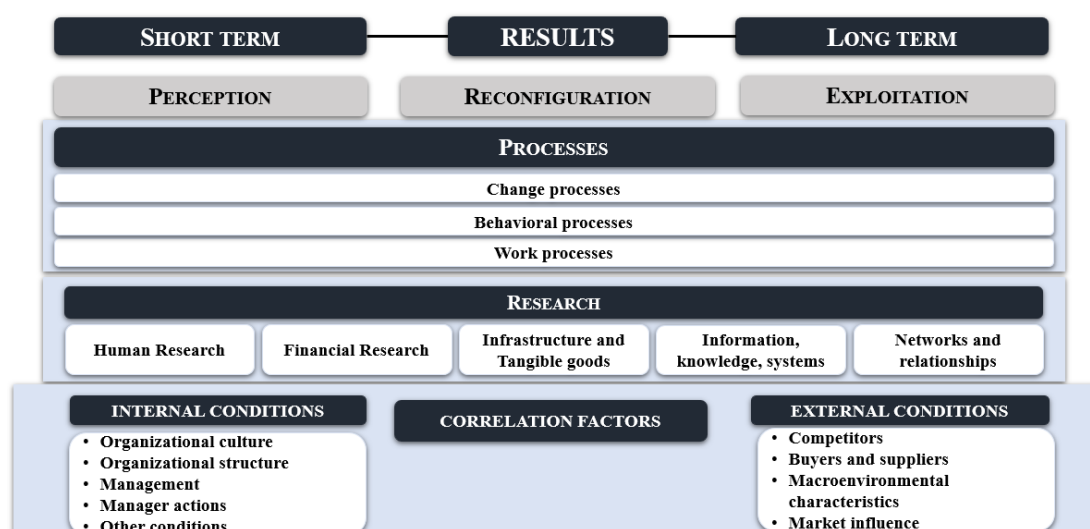 SHORT TERM
RESULTS
LONG TERM
PERCEPTION
RECONFIGURATION
EXPLOITATION
PROCESSES
Change processes
Behavioral processes
Work processes
RESEARCH
Human Research
Financial Research
Infrastructure and
Tangible goods
Information,
knowledge, systems
Networks and
relationships
INTERNAL CONDITIONS
• Organizational culture
• Organizational structure
• Management
• Manager actions
• Other conditions
CORRELATION FACTORS
EXTERNAL CONDITIONS
• Competitors
• Buyers and suppliers
• Macroenvironmental
characteristics
• Market influence